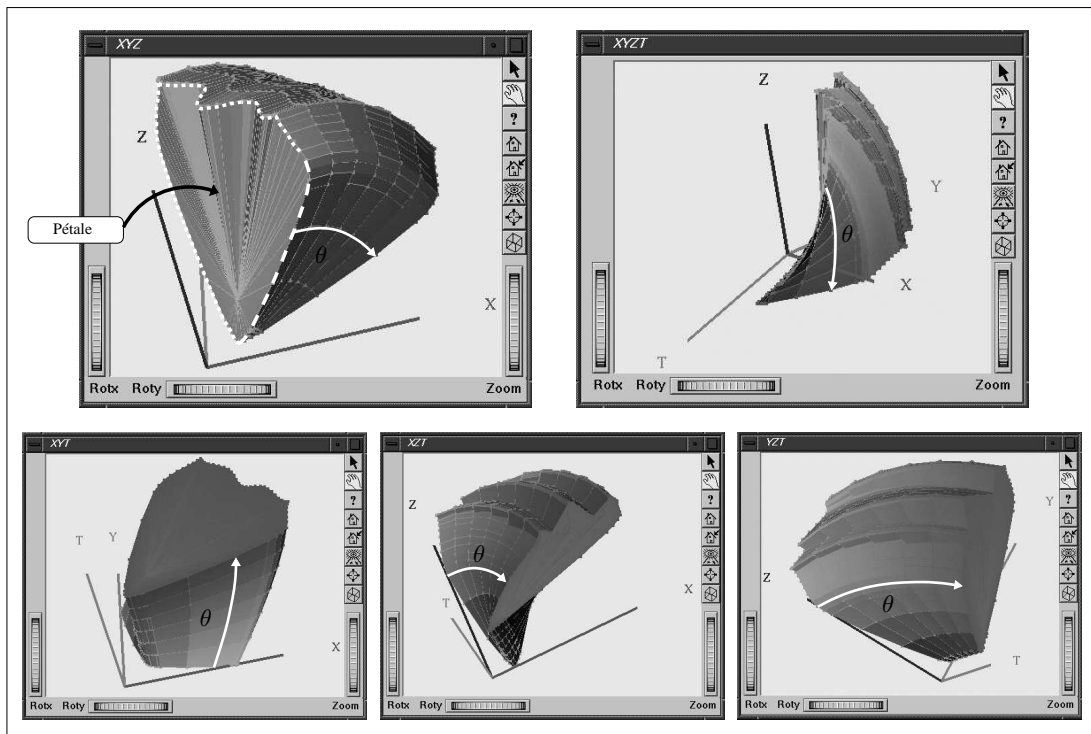 XYZ
Z
Pétale
θ
X
?
Rotx Roty Zoom
XYZT
Z
Y
θ
X
T
?
Rotx Roty Zoom
XYT
T Y
θ
X
?
Rotx Roty Zoom
XZT
Z
θ
T
X
?
Rotx Roty Zoom
YZT
Y
Z
θ
T
?
Rotx Roty Zoom